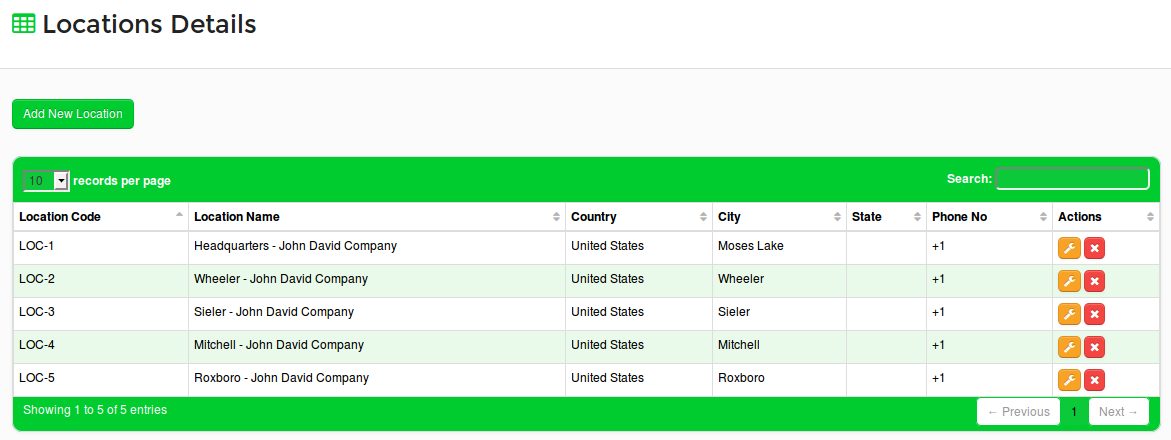 Locations Details
Add New Location
10 records per page Search:
Location Code Location Name Country City State Phone No Actions
LOC-1 Headquarters - John David Company United States Moses Lake +1
LOC-2 Wheeler - John David Company United States Wheeler +1
LOC-3 Sieler - John David Company United States Sieler +1
LOC-4 Mitchell - John David Company United States Mitchell +1
LOC-5 Roxboro - John David Company United States Roxboro +1
Showing 1 to 5 of 5 entries ← Previous 1 Next →